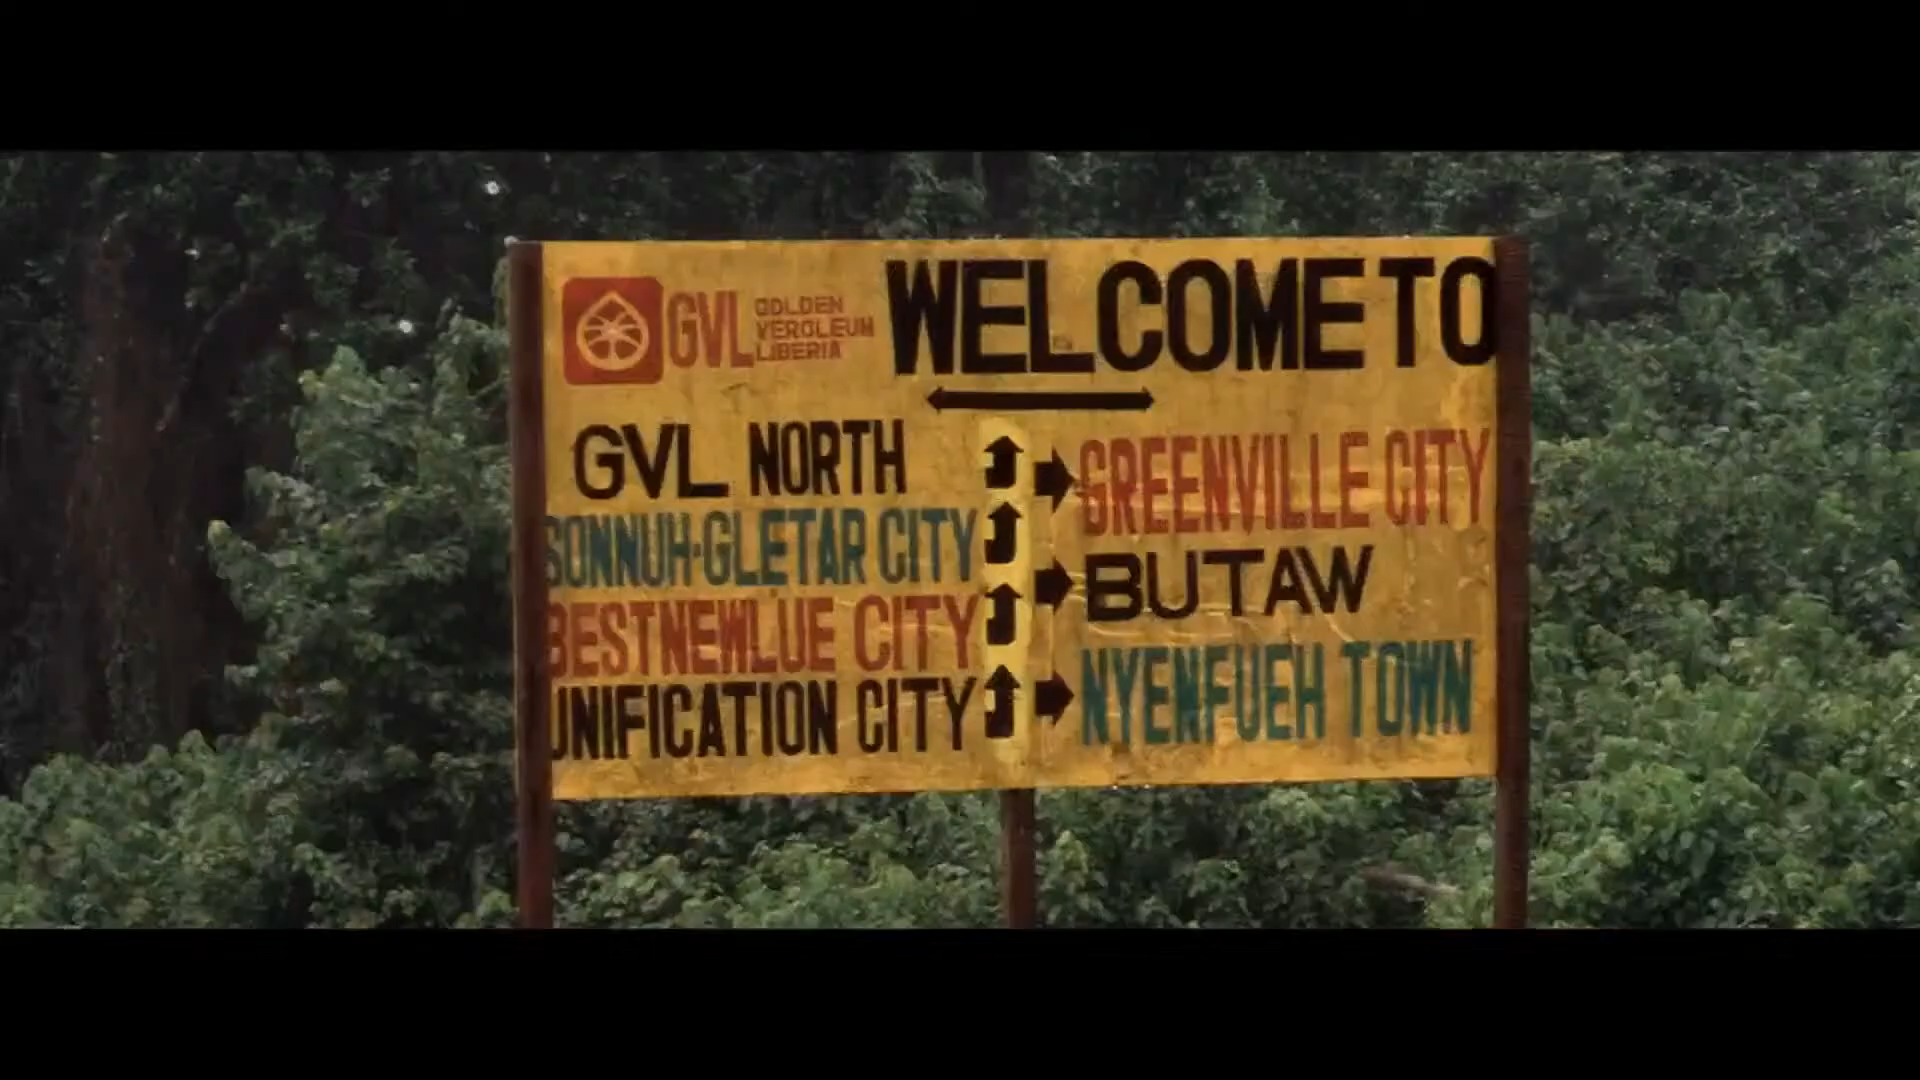 GVL GOLDEN VEROLEUM LIBERIA
WELCOME TO
GVL NORTH
SONNUH-GLETAR CITY
BESTNEWLUE CITY
UNIFICATION CITY
GREENVILLE CITY
BUTAW
NYENFUEH TOWN